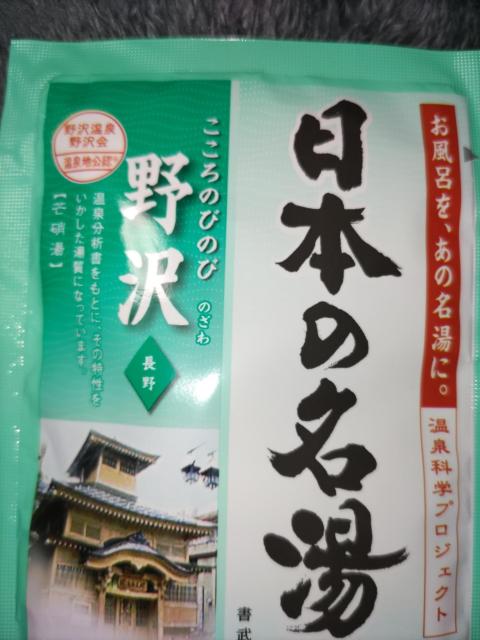 お風呂を、あの名湯に。
温泉科学プロジェクト
日本の名湯
書武
こころのびのび
野沢
のざわ
長野
野沢温泉
野沢会
温泉地公認
温泉分析書をもとに、その特性を
いかした湯質になっています。
【芒硝湯】